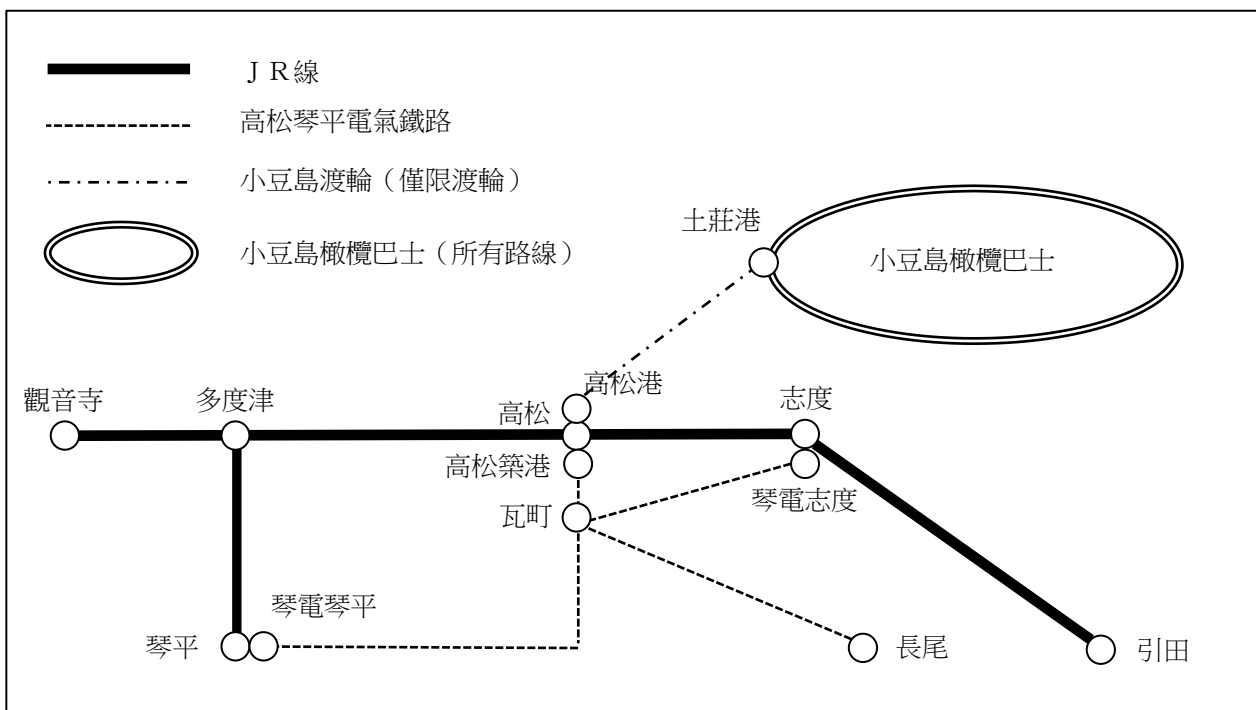 ＪＲ線
高松琴平電氣鐵路
小豆島渡輪（僅限渡輪）
小豆島橄欖巴士（所有路線）
土莊港
小豆島橄欖巴士
高松港
觀音寺
多度津
高松
志度
高松築港
琴電志度
瓦町
琴電琴平
琴平
長尾
引田